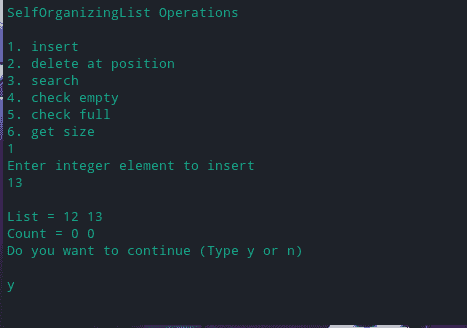 SelfOrganizingList Operations
1. insert
2. delete at position
3. search
4. check empty
5. check full
6. get size
1
Enter integer element to insert
13
List = 12 13
Count = 0 0
Do you want to continue (Type y or n)
y